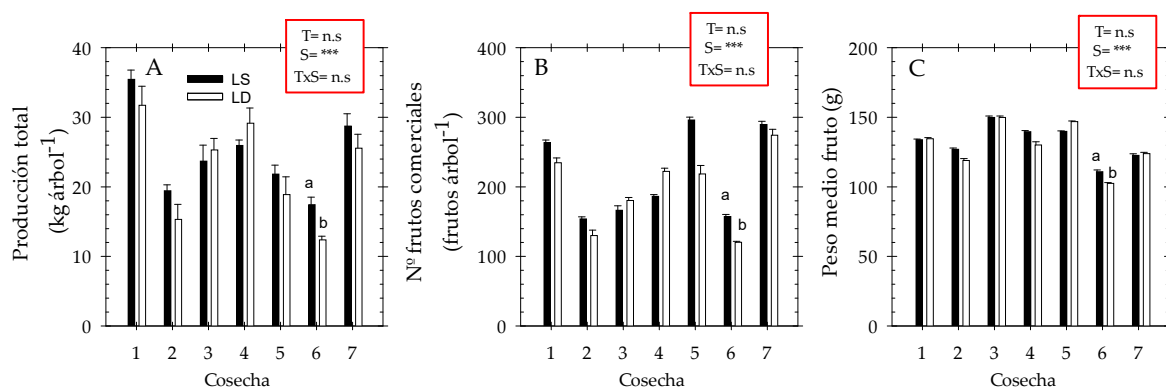 T= n.s
S= ***
TxS= n.s
A
LS
LD
40
30
20
10
0
Producción total
(kg árbol-1)
1 2 3 4 5 6 7
a
b
Cosecha
T= n.s
S= ***
TxS= n.s
B
400
300
200
100
0
Nº frutos comerciales
(frutos árbol-1)
1 2 3 4 5 6 7
a
b
Cosecha
T= n.s
S= ***
TxS= n.s
C
200
150
100
50
0
Peso medio fruto (g)
1 2 3 4 5 6 7
a
b
Cosecha